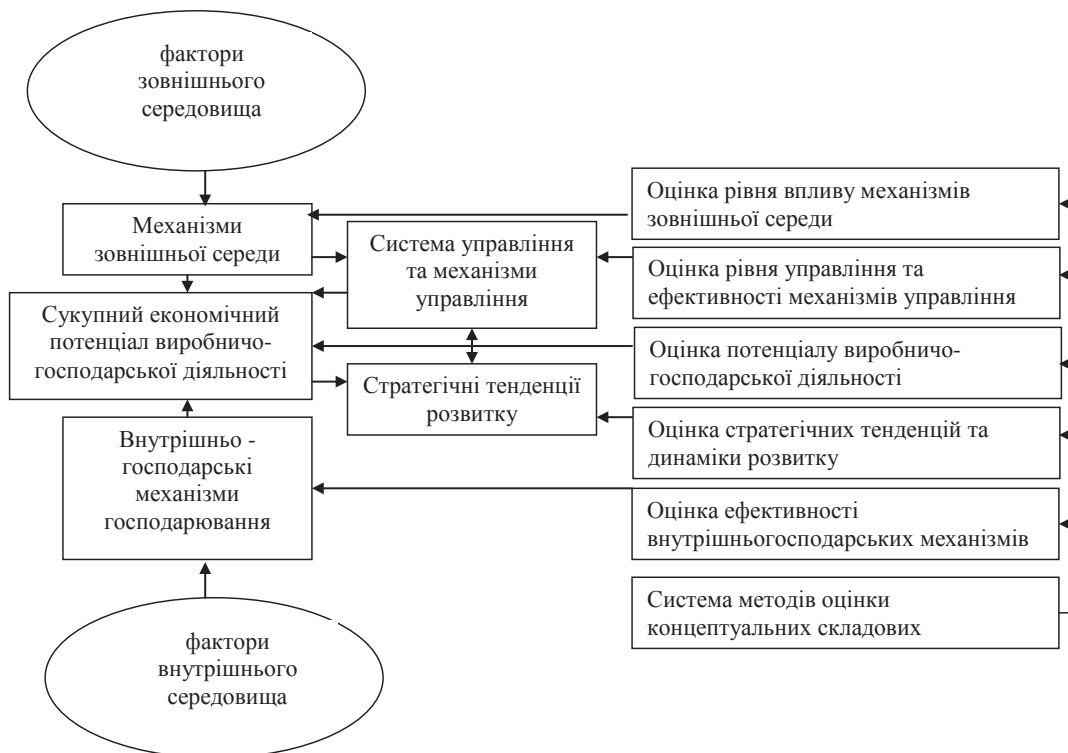 фактори
зовнішнього
середовища
Механізми
зовнішньої середи
Сукупний економічний
потенціал виробничо-
господарської діяльності
Внутрішньо -
господарські
механізми
господарювання
фактори
внутрішнього
середовища
Система управління
та механізми
управління
Стратегічні тенденції
розвитку
Оцінка рівня впливу механізмів
зовнішньої середи
Оцінка рівня управління та
ефективності механізмів управління
Оцінка потенціалу виробничо-
господарської діяльності
Оцінка стратегічних тенденцій та
динаміки розвитку
Оцінка ефективності
внутрішньогосподарських механізмів
Система методів оцінки
концептуальних складових